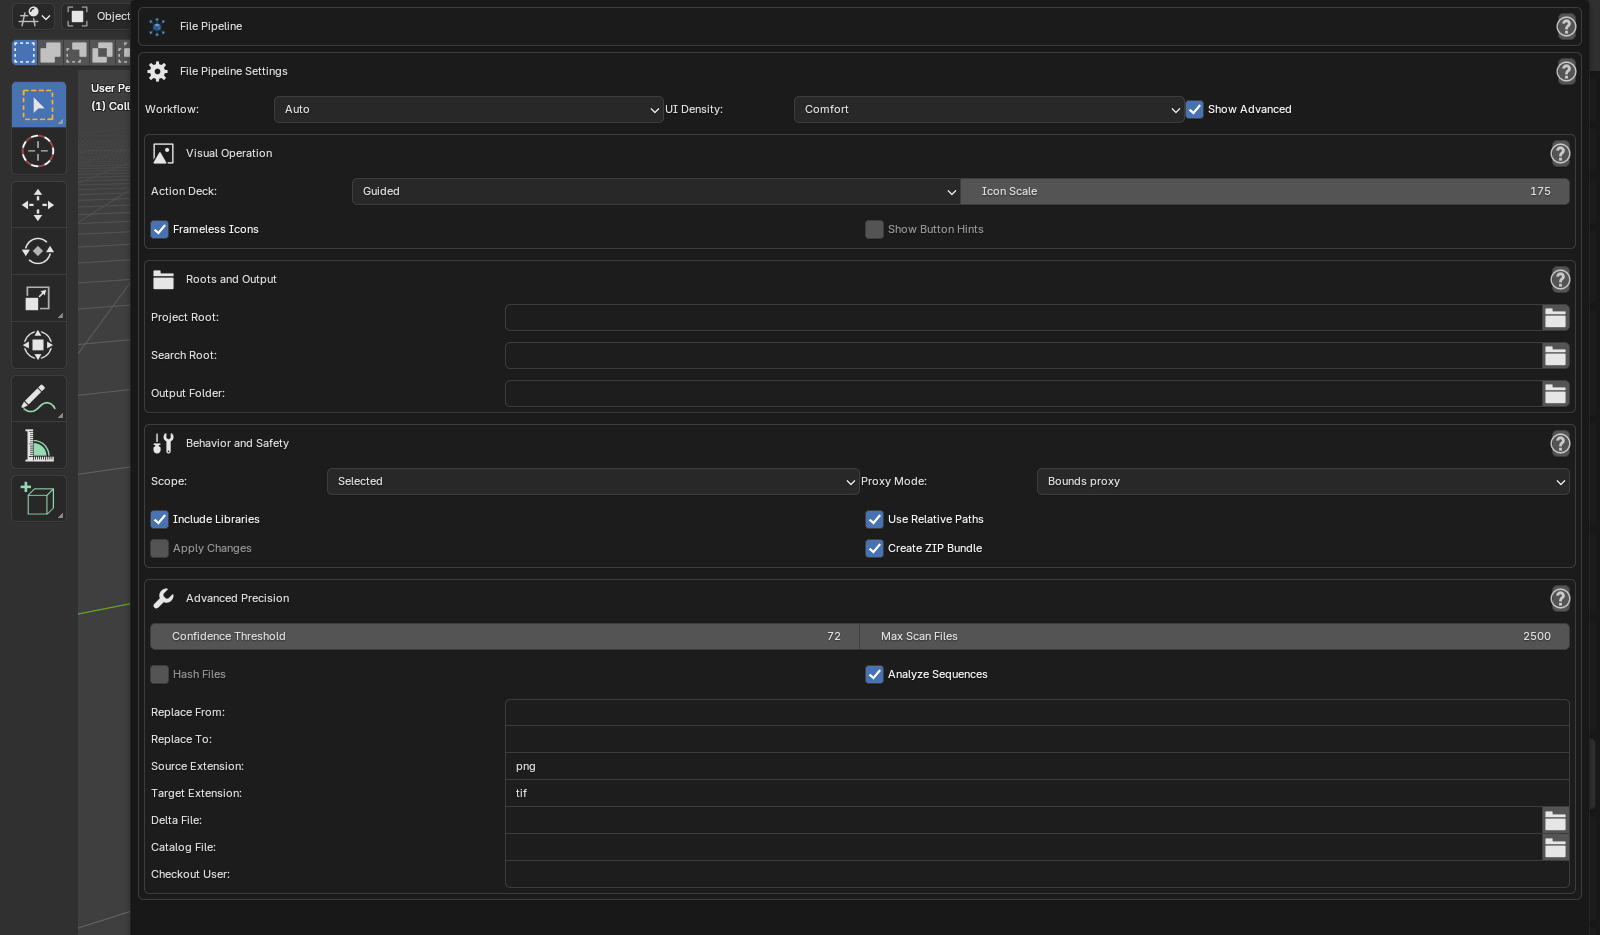 Object
File Pipeline
File Pipeline Settings
User Pe
(1) Coll
Workflow: Auto UI Density: Comfort Show Advanced
Visual Operation
Action Deck: Guided Icon Scale 175
Frameless Icons Show Button Hints
Roots and Output
Project Root:
Search Root:
Output Folder:
Behavior and Safety
Scope: Selected Proxy Mode: Bounds proxy
Include Libraries Use Relative Paths
Apply Changes Create ZIP Bundle
Advanced Precision
Confidence Threshold 72 Max Scan Files 2500
Hash Files Analyze Sequences
Replace From:
Replace To:
Source Extension: png
Target Extension: tif
Delta File:
Catalog File:
Checkout User: